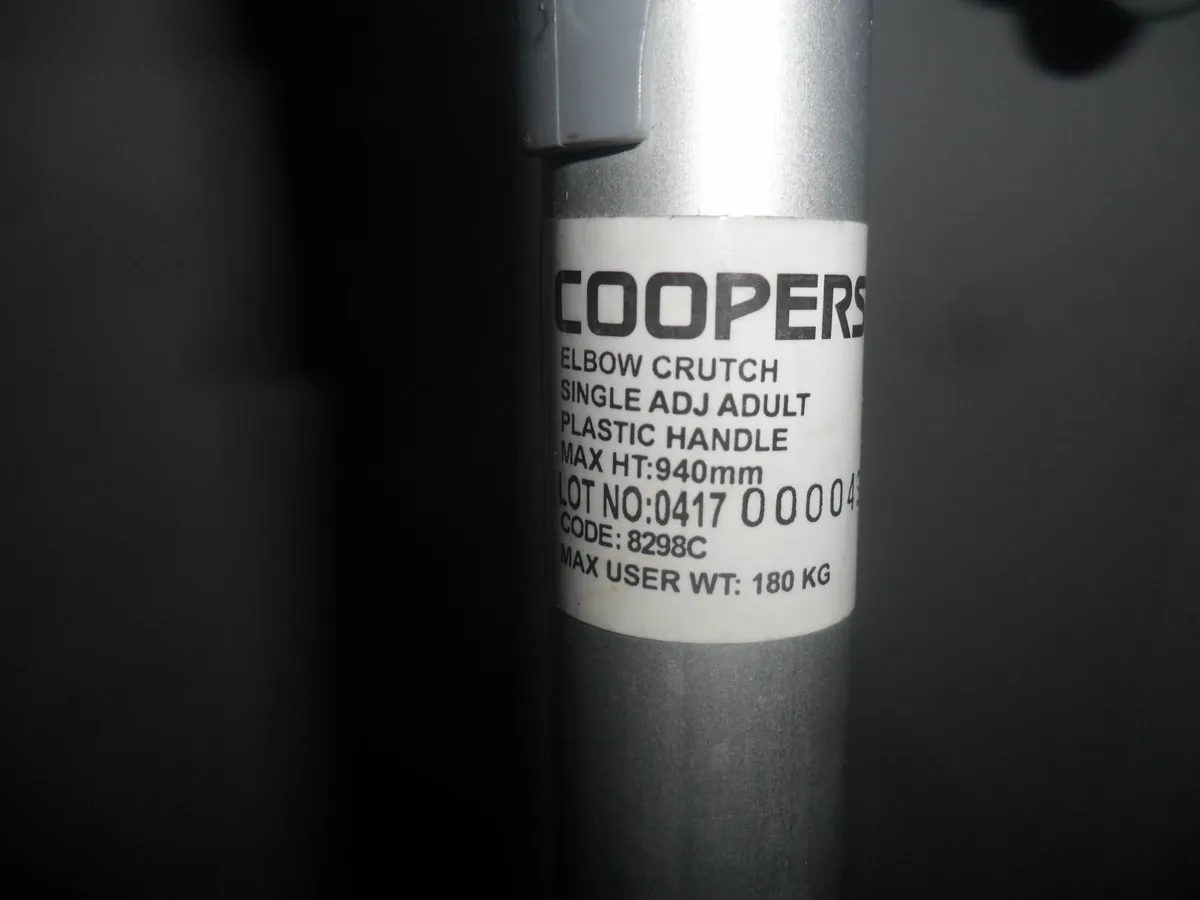 COOPERS
ELBOW CRUTCH
SINGLE ADJ ADULT
PLASTIC HANDLE
MAX HT:940mm
LOT NO:0417
CODE: 8298C
MAX USER WT: 180 KG